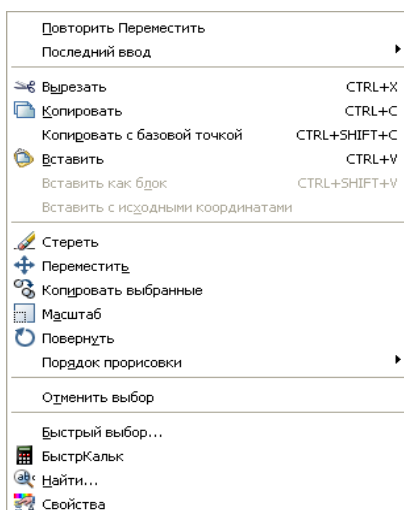 Повторить Переместить
Последний ввод
Вырезать CTRL+X
Копировать CTRL+C
Копировать с базовой точкой CTRL+SHIFT+C
Вставить CTRL+V
Вставить как блок CTRL+SHIFT+V
Вставить с исходными координатами
Стереть
Переместить
Копировать выбранные
Масштаб
Повернуть
Порядок прорисовки
Отменить выбор
Быстрый выбор...
БыстрКальк
Найти...
Свойства